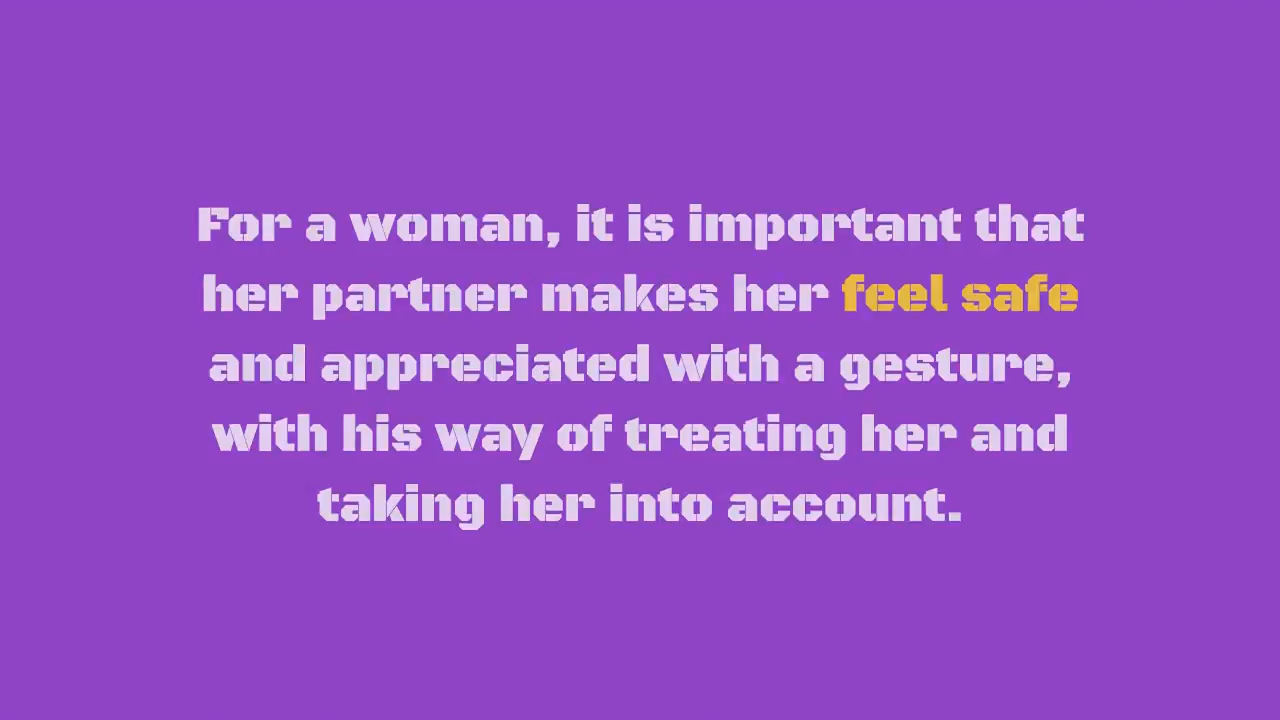 For a woman, it is important that
her partner makes her feel safe
and appreciated with a gesture,
with his way of treating her and
taking her into account.